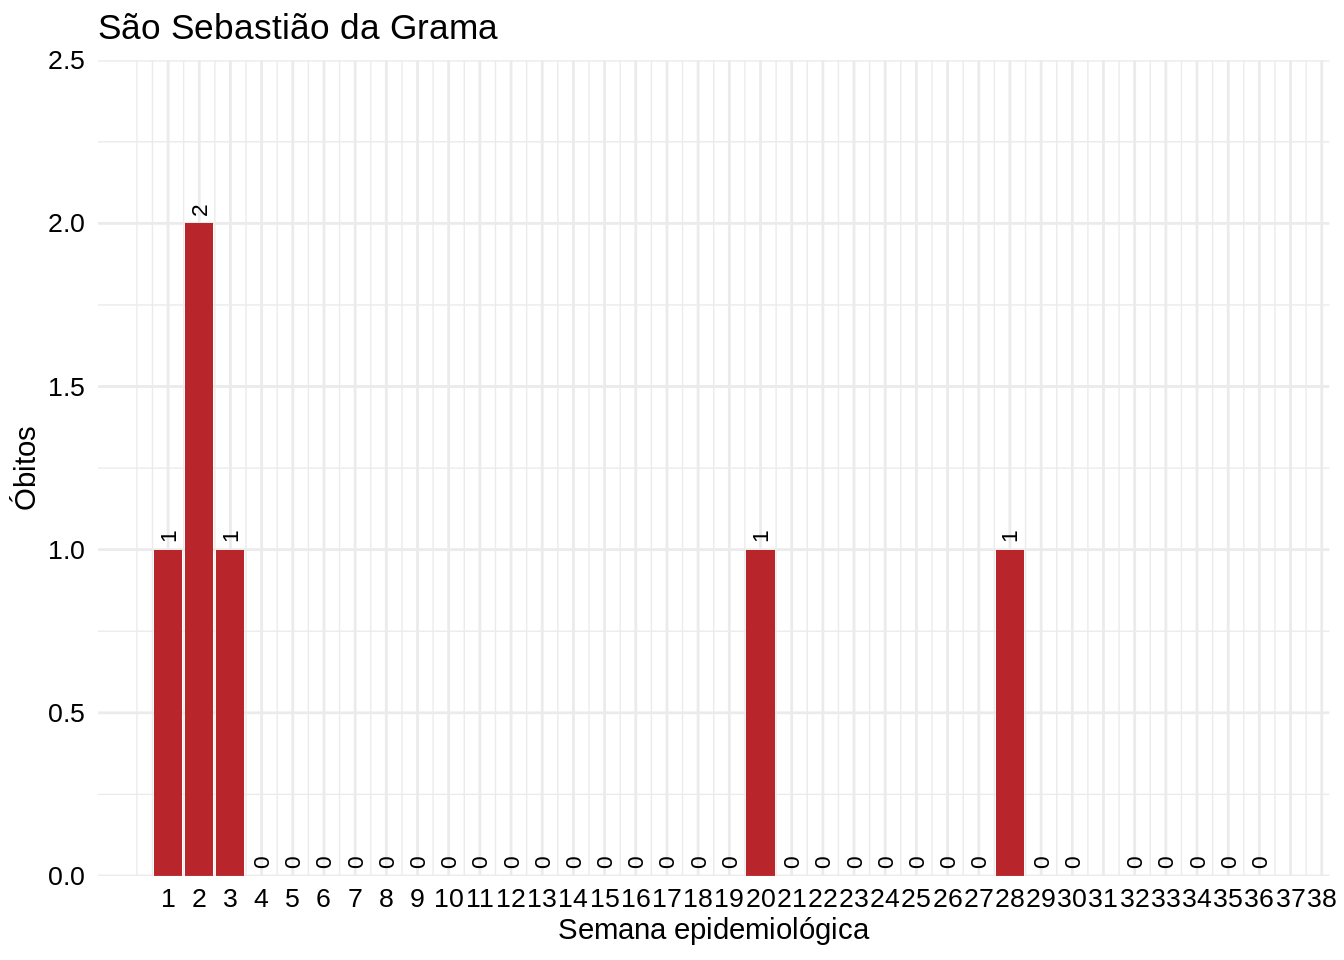 São Sebastião da Grama
2.5
2.0
1.5
1.0
0.5
0.0
Óbitos
1 2 1 0 0 0 0 0 0 0 0 0 0 0 0 0 0 0 0 1 0 0 0 0 0 0 0 1 0 0 0 0 0 0 0
1 2 3 4 5 6 7 8 9 10 11 12 13 14 15 16 17 18 19 20 21 22 23 24 25 26 27 28 29 30 31 32 33 34 35 36 37 38
Semana epidemiológica